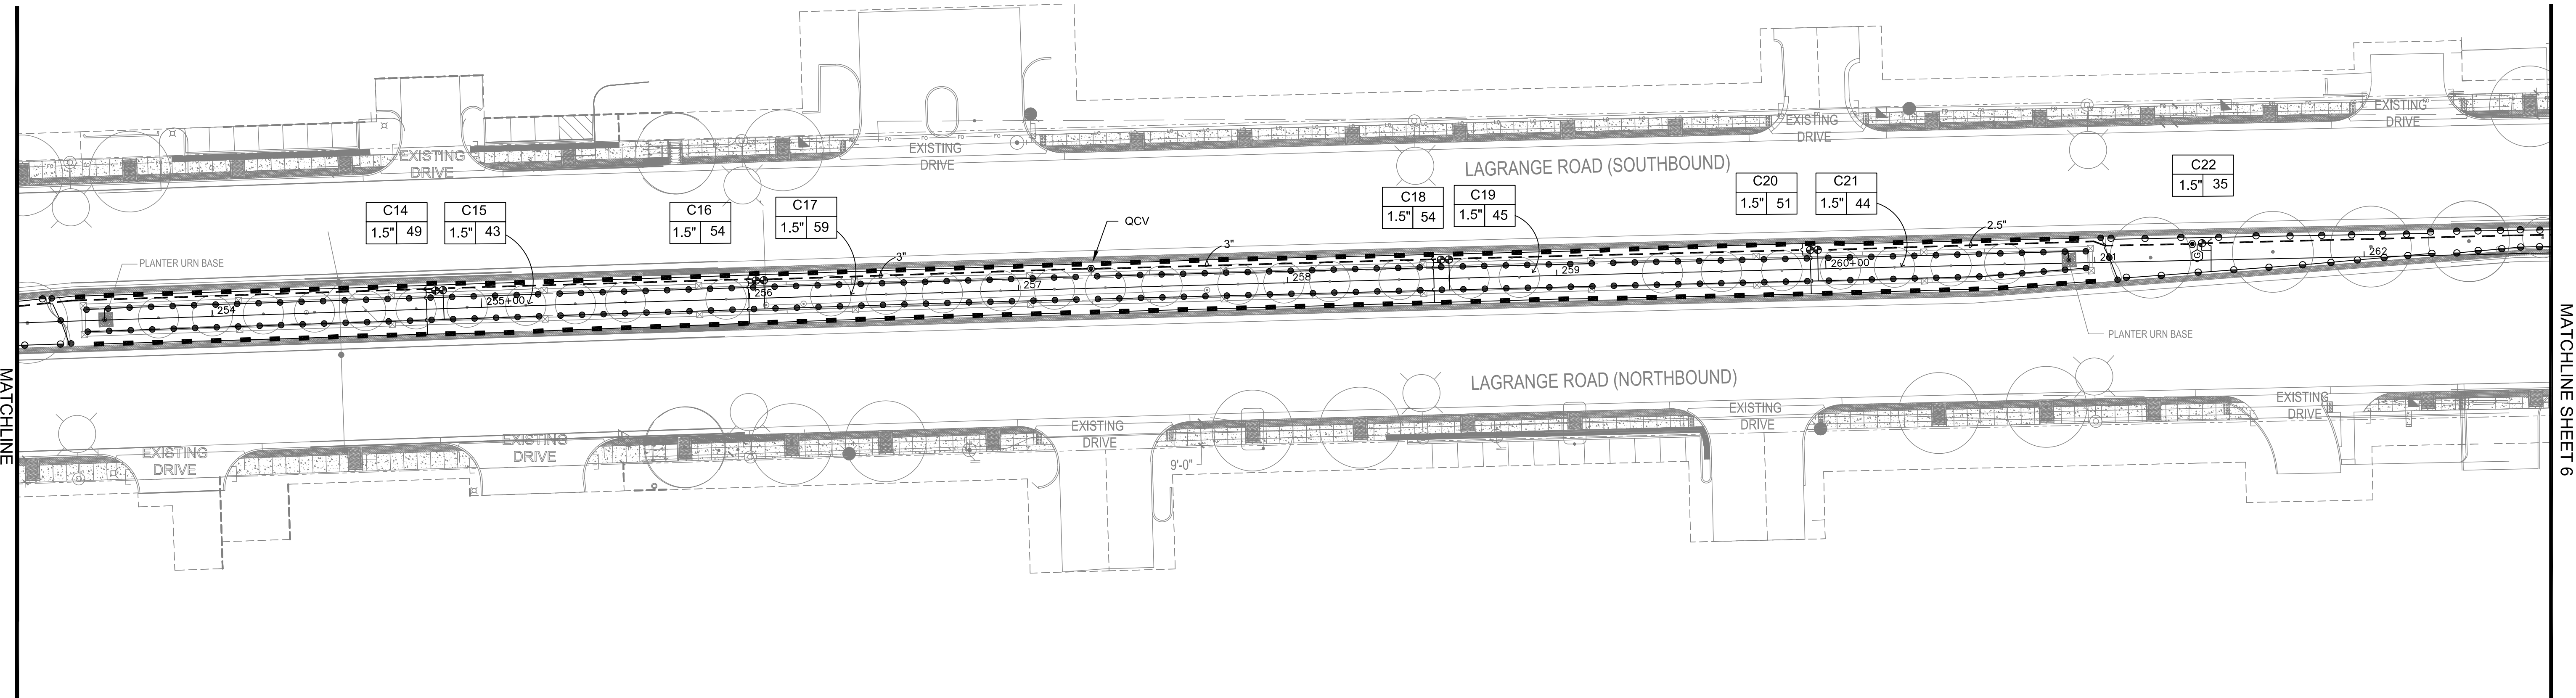 EXISTING
DRIVE
EXISTING
DRIVE
EXISTING
DRIVE
EXISTING
DRIVE
LAGRANGE ROAD (SOUTHBOUND)
C14
1.5" 49
C15
1.5" 43
C16
1.5" 54
C17
1.5" 59
C18
1.5" 54
C19
1.5" 45
C20
1.5" 51
C21
1.5" 44
C22
1.5" 35
QCV
3"
3"
2.5"
PLANTER URN BASE
254
255+00
256
257
258
259
260+00
261
262
PLANTER URN BASE
LAGRANGE ROAD (NORTHBOUND)
EXISTING
DRIVE
EXISTING
DRIVE
EXISTING
DRIVE
EXISTING
DRIVE
EXISTING
DRIVE
9'-0"
MATCHLINE
MATCHLINE SHEET 6